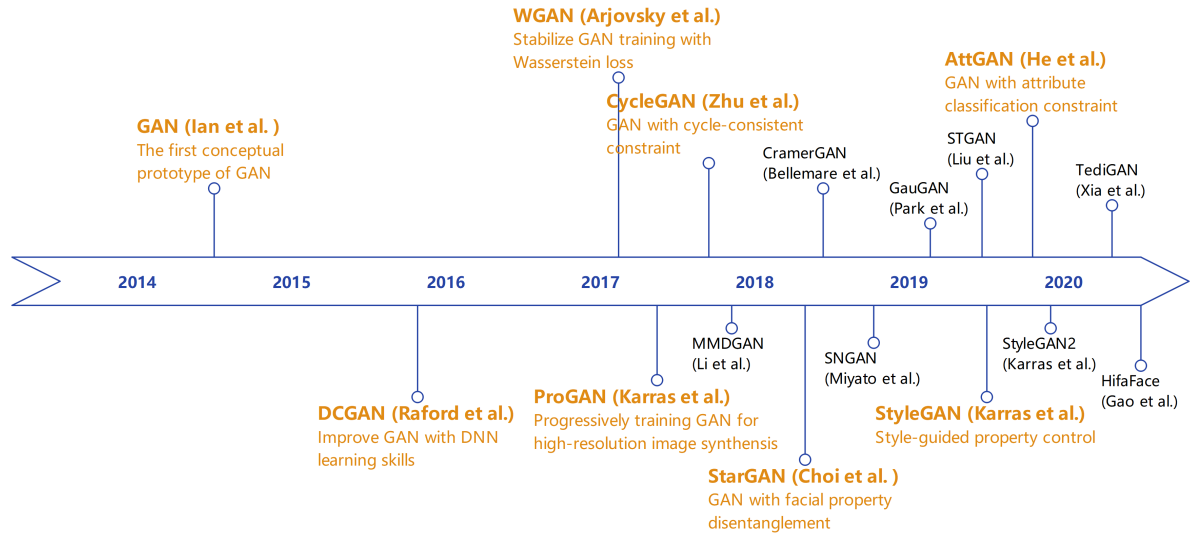 WGAN (Arjovsky et al.)
Stabilize GAN training with
Wasserstein loss
AttGAN (He et al.)
GAN with attribute
classification constraint
CycleGAN (Zhu et al.)
GAN with cycle-consistent
constraint
GAN (Ian et al. )
The first conceptual
prototype of GAN
CramerGAN
(Bellemare et al.)
STGAN
(Liu et al.)
GauGAN
(Park et al.)
TediGAN
(Xia et al.)
2014 2015 2016 2017 2018 2019 2020
MMDGAN
(Li et al.)
SNGAN
(Miyato et al.)
StyleGAN2
(Karras et al.)
HifaFace
(Gao et al.)
DCGAN (Raford et al.)
Improve GAN with DNN
learning skills
ProGAN (Karras et al.)
Progressively training GAN for
high-resolution image synthensis
StyleGAN (Karras et al.)
Style-guided property control
StarGAN (Choi et al. )
GAN with facial property
disentanglement